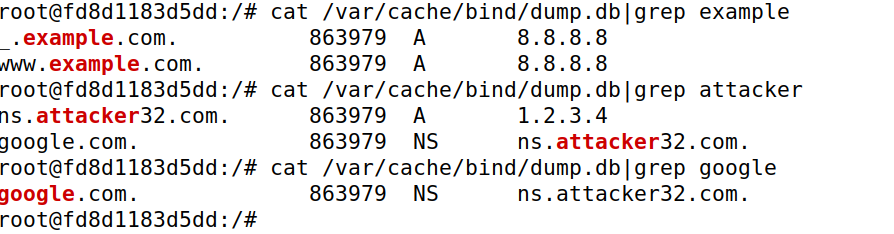 root@fd8d1183d5dd:/# cat /var/cache/bind/dump.db|grep example
_.example.com. 863979 A 8.8.8.8
www.example.com. 863979 A 8.8.8.8
root@fd8d1183d5dd:/# cat /var/cache/bind/dump.db|grep attacker
ns.attacker32.com. 863979 A 1.2.3.4
google.com. 863979 NS ns.attacker32.com.
root@fd8d1183d5dd:/# cat /var/cache/bind/dump.db|grep google
google.com. 863979 NS ns.attacker32.com.
root@fd8d1183d5dd:/#